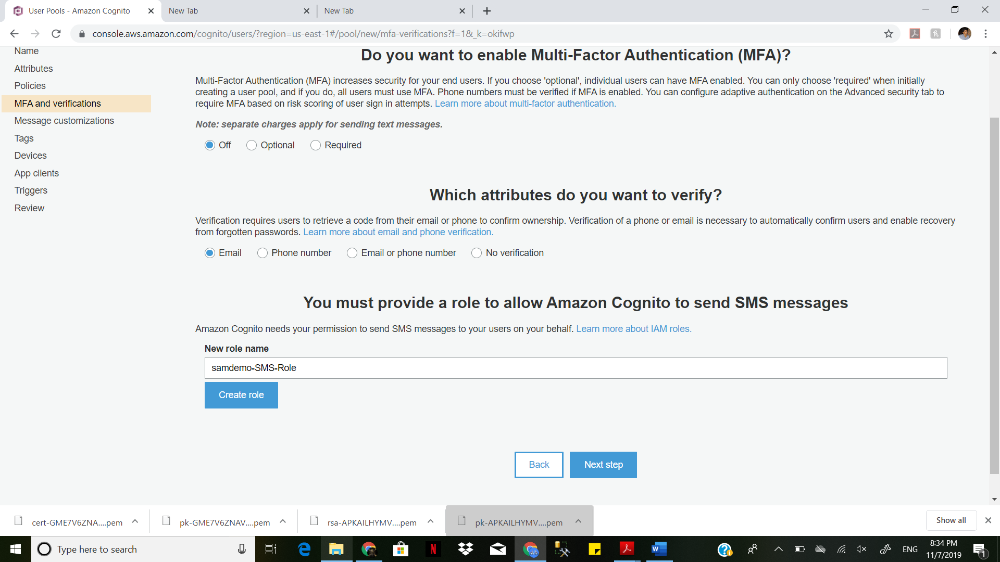 User Pools - Amazon Cognito
New Tab
New Tab
console.aws.amazon.com/cognito/users/?region=us-east-1#/pool/new/mfa-verifications?f=1&_k=okifwp
Name
Attributes
Policies
MFA and verifications
Message customizations
Tags
Devices
App clients
Triggers
Review
Do you want to enable Multi-Factor Authentication (MFA)?
Multi-Factor Authentication (MFA) increases security for your end users. If you choose 'optional', individual users can have MFA enabled. You can only choose 'required' when initially
creating a user pool, and if you do, all users must use MFA. Phone numbers must be verified if MFA is enabled. You can configure adaptive authentication on the Advanced security tab to
require MFA based on risk scoring of user sign in attempts. Learn more about multi-factor authentication.
Note: separate charges apply for sending text messages.
Off Optional Required
Which attributes do you want to verify?
Verification requires users to retrieve a code from their email or phone to confirm ownership. Verification of a phone or email is necessary to automatically confirm users and enable recovery
from forgotten passwords. Learn more about email and phone verification.
Email Phone number Email or phone number No verification
You must provide a role to allow Amazon Cognito to send SMS messages
Amazon Cognito needs your permission to send SMS messages to your users on your behalf. Learn more about IAM roles.
New role name
samdemo-SMS-Role
Create role
Back Next step
cert-GME7V6ZNA....pem pk-GME7V6ZNAV....pem rsa-APKAILHYMV....pem pk-APKAILHYMV....pem Show all
Type here to search
ENG
8:34 PM
11/7/2019
1